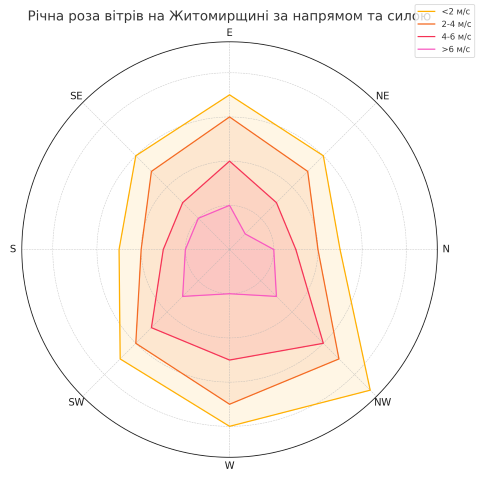 Річна роза вітрів на Житомирщині за напрямом та силою
<2 м/с
2-4 м/с
4-6 м/с
>6 м/с
E
SE
NE
S
N
SW
NW
W